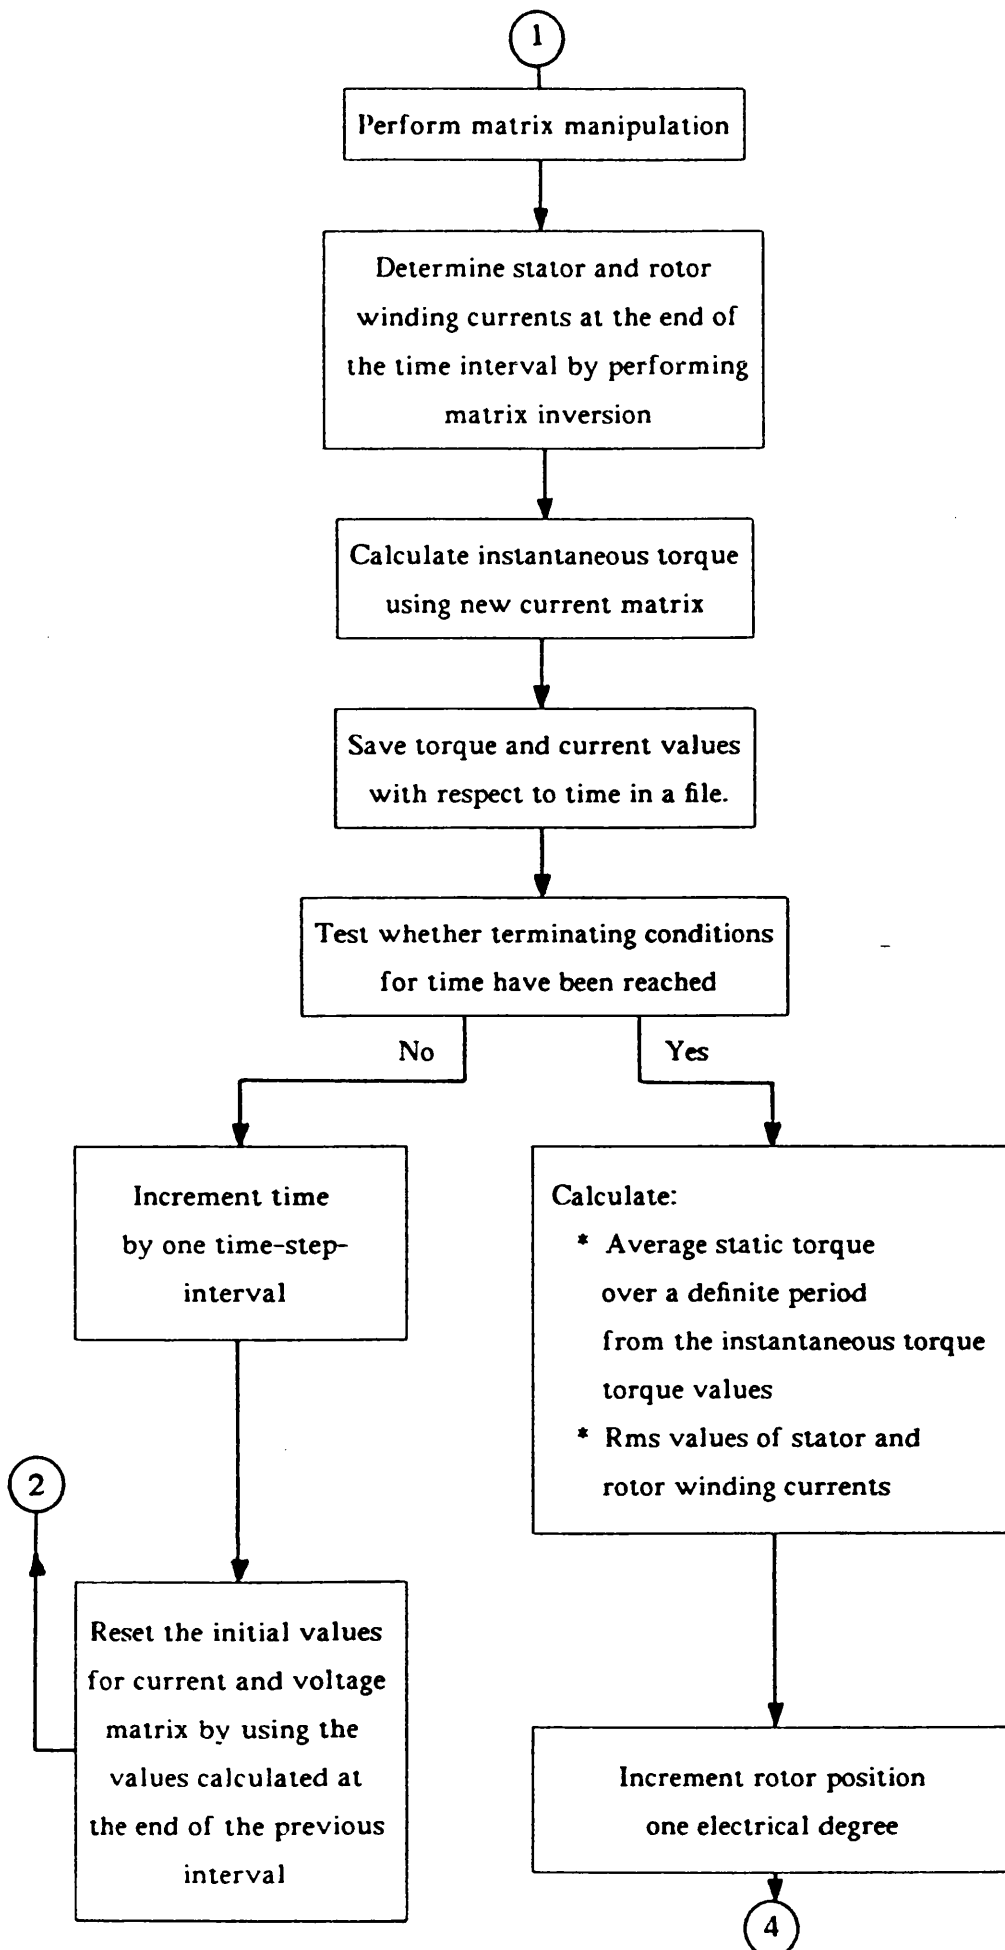 1
Perform matrix manipulation
Determine stator and rotor
winding currents at the end of
the time interval by performing
matrix inversion
Calculate instantaneous torque
using new current matrix
Save torque and current values
with respect to time in a file.
Test whether terminating conditions
for time have been reached
No
Yes
Increment time
by one time-step-
interval
Calculate:
* Average static torque
over a definite period
from the instantaneous torque
torque values
* Rms values of stator and
rotor winding currents
2
Reset the initial values
for current and voltage
matrix by using the
values calculated at
the end of the previous
interval
Increment rotor position
one electrical degree
4